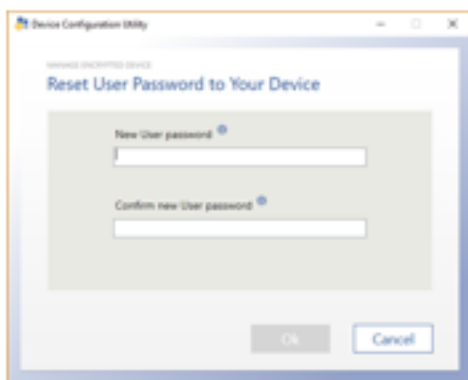 Device Configuration Utility
MANAGE ENCRYPTED DEVICE
Reset User Password to Your Device
New User password
Confirm new User password
Ok
Cancel